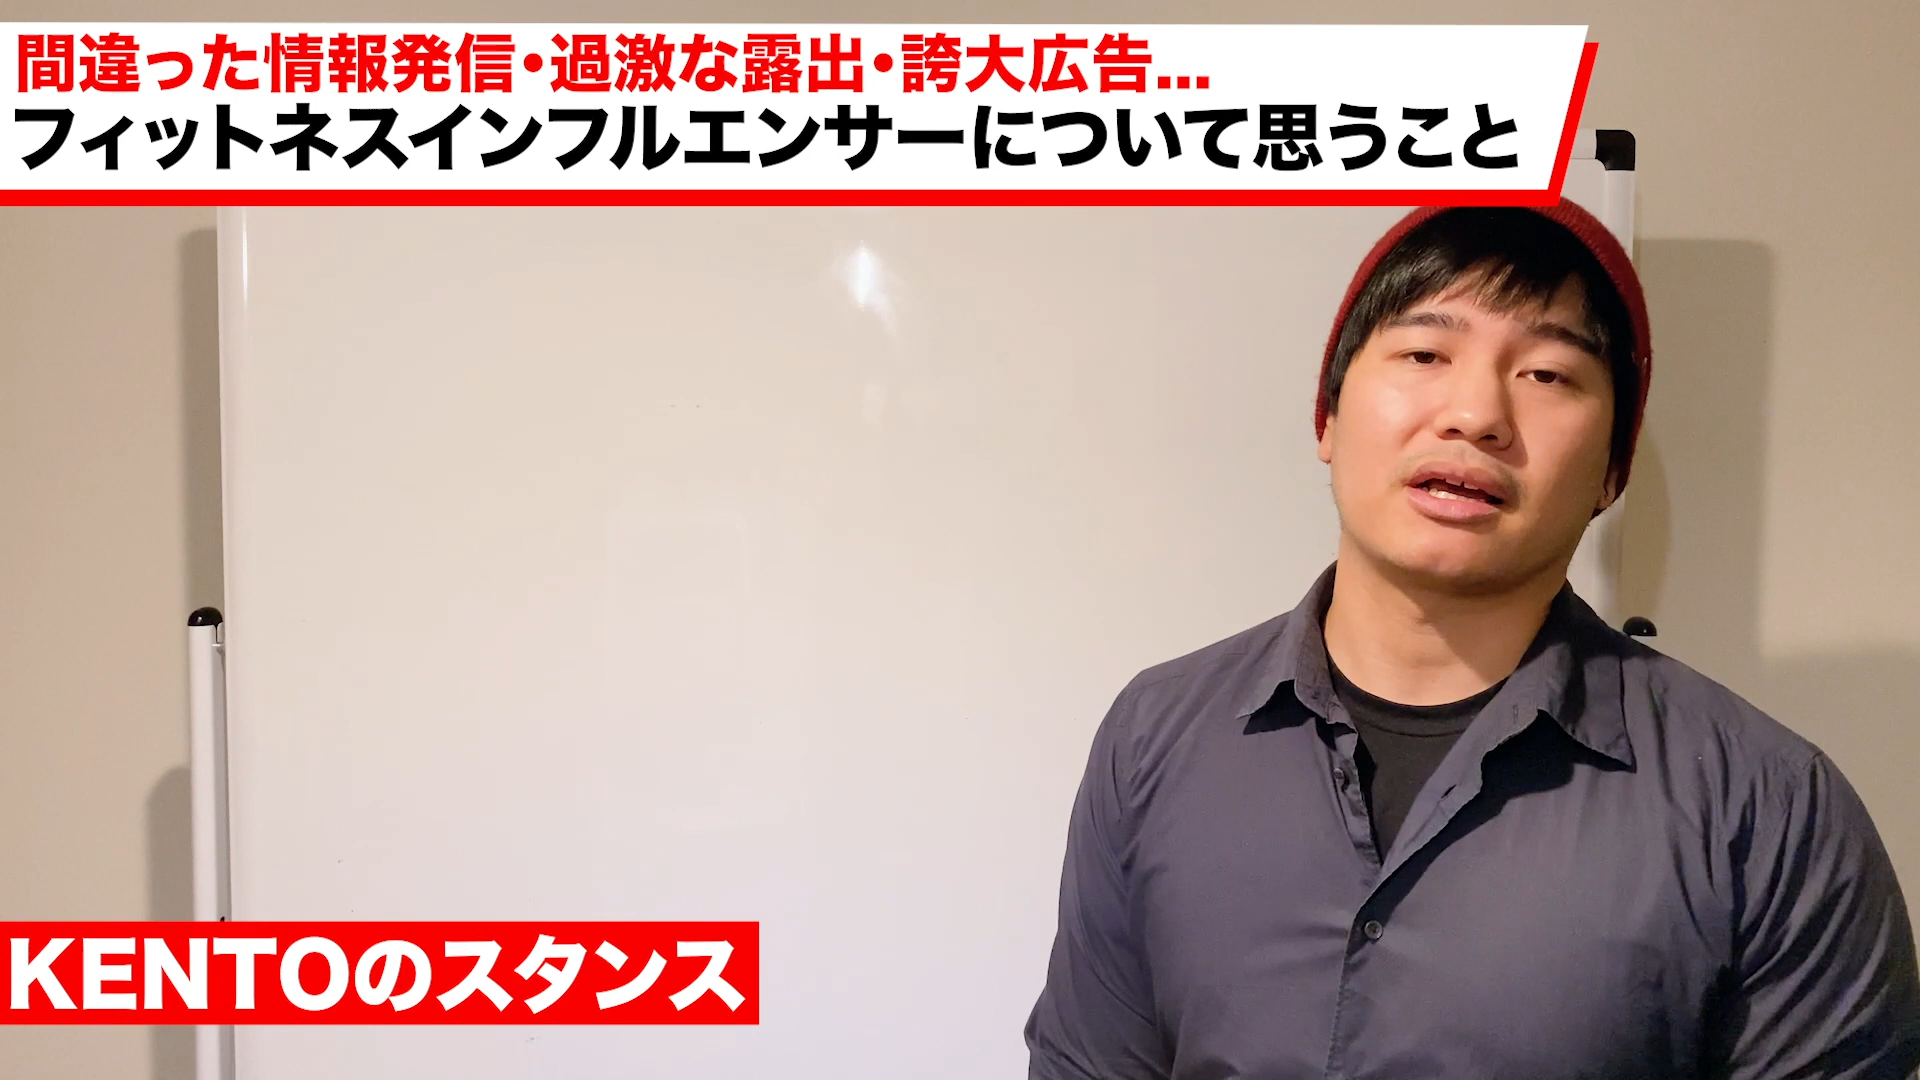 間違った情報発信・過激な露出・誇大広告...
フィットネスインフルエンサーについて思うこと
KENTOのスタンス